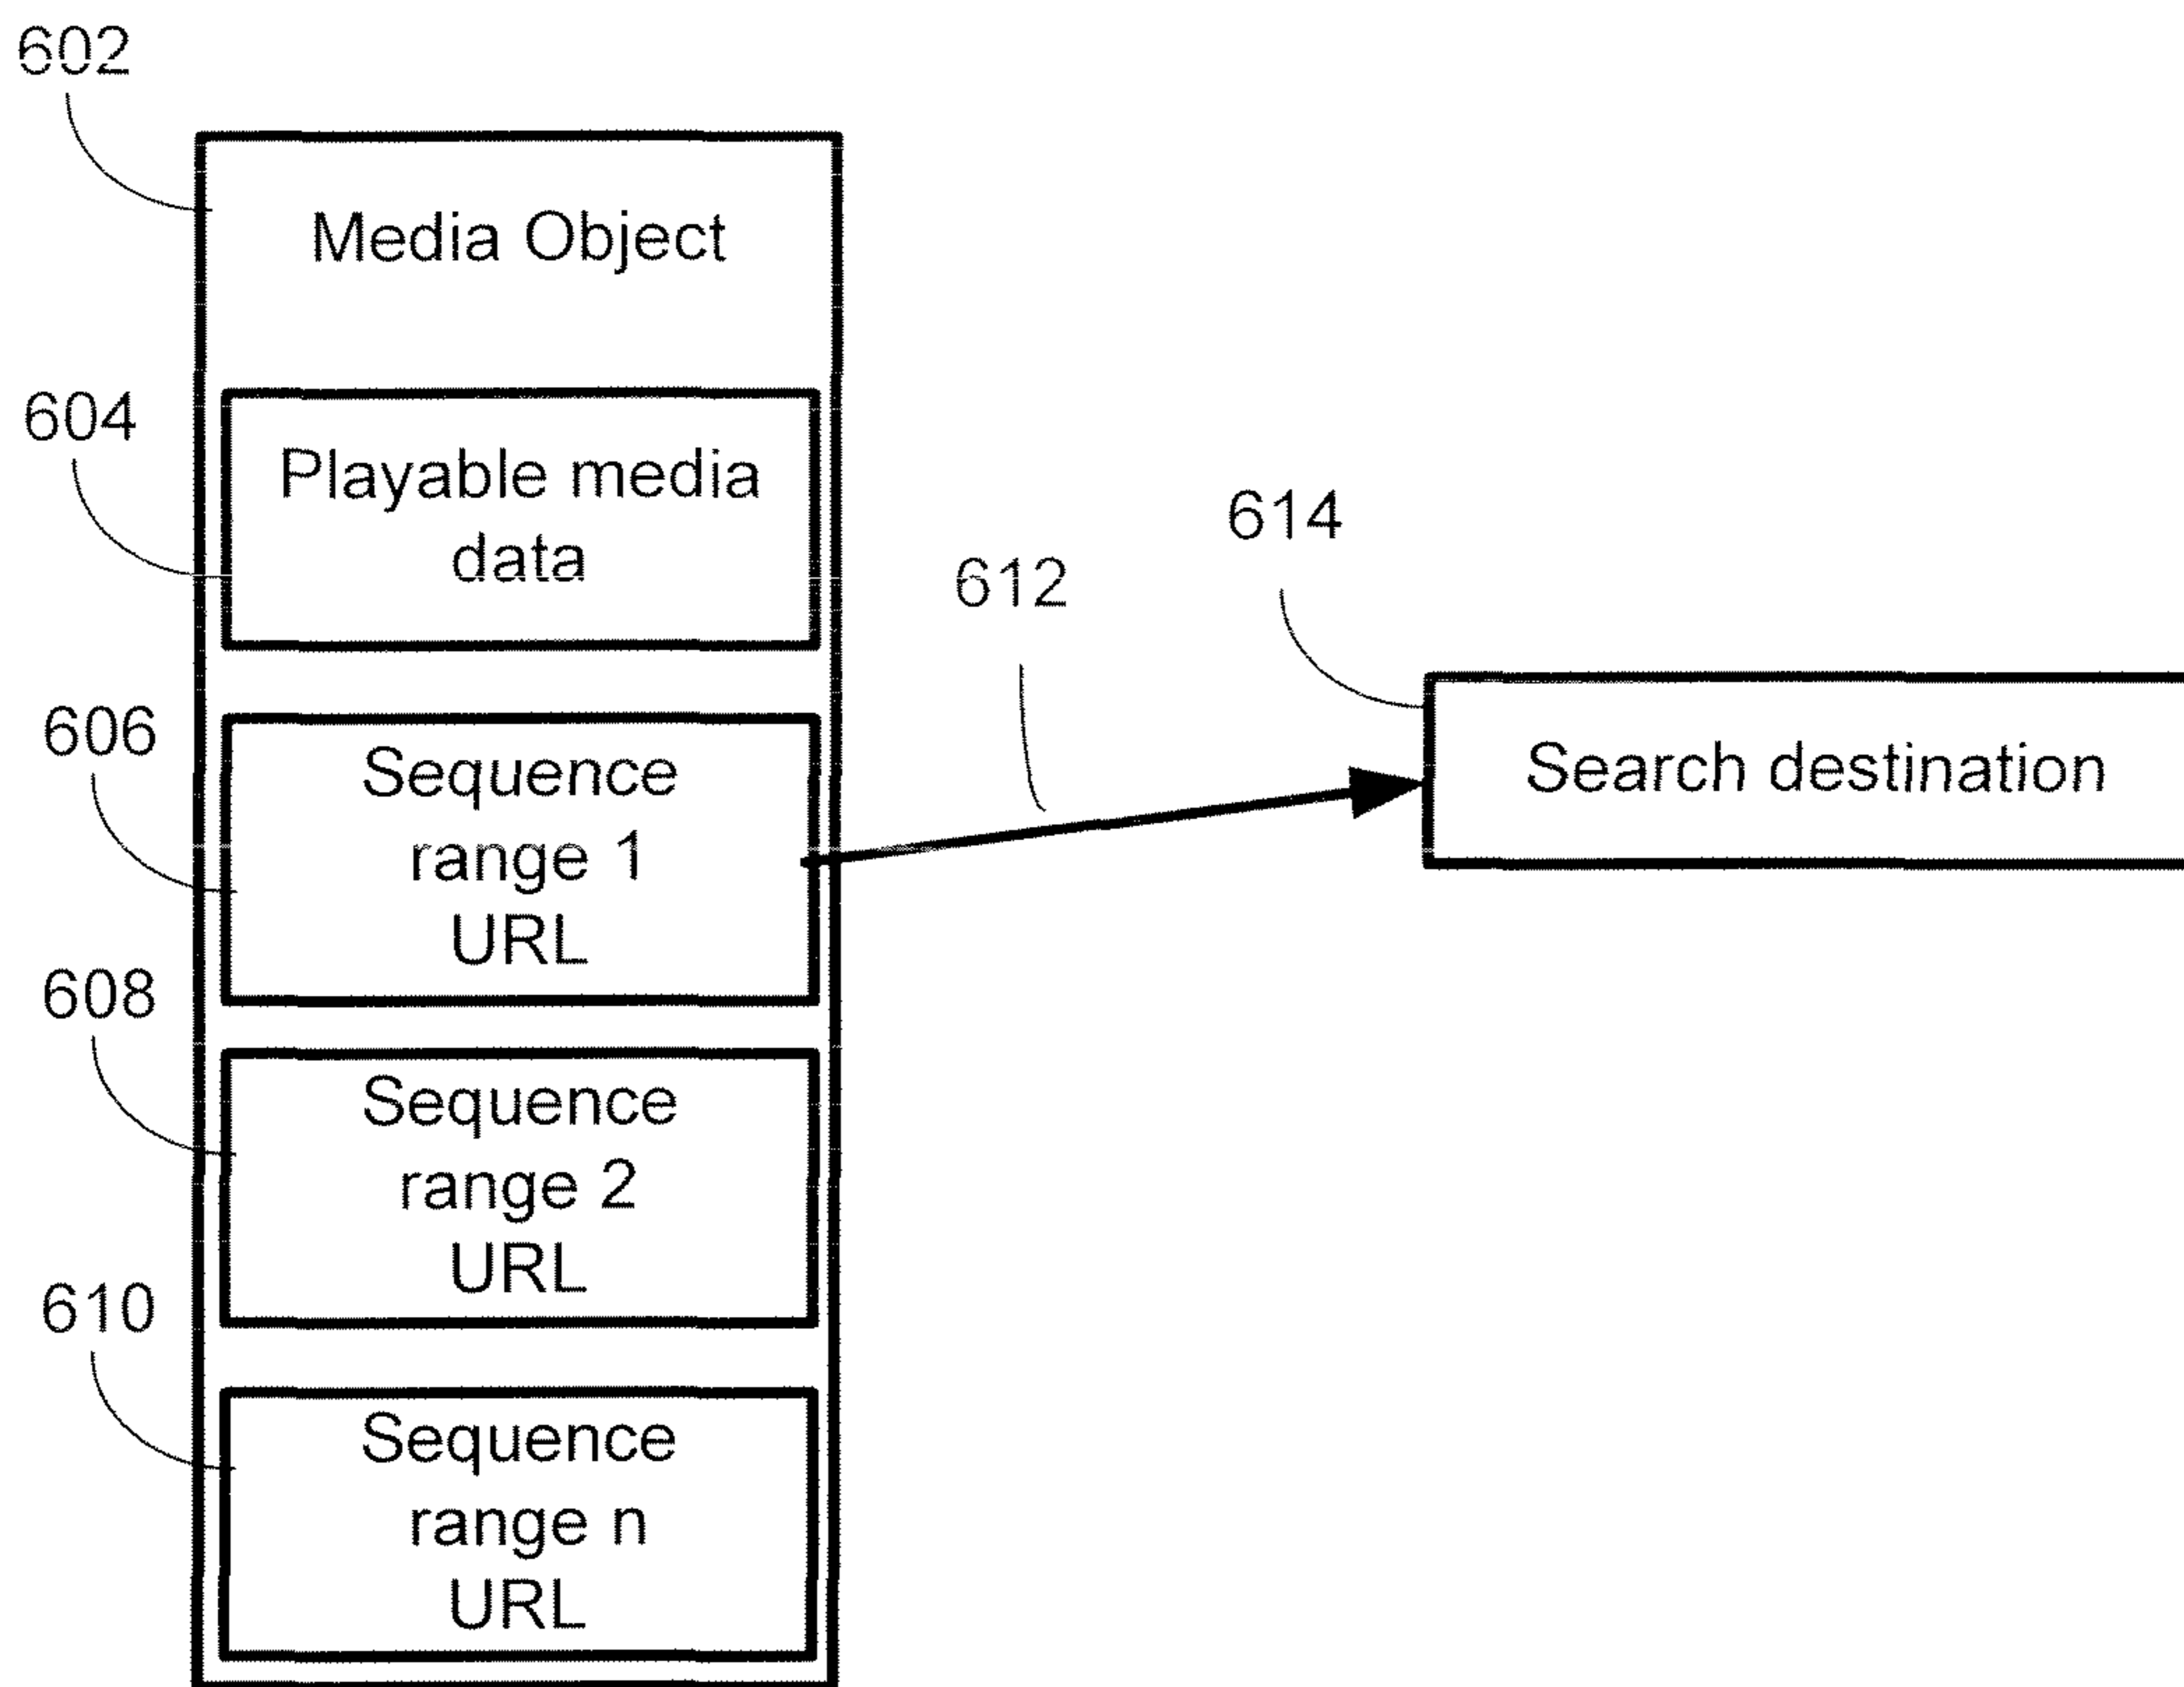 602
Media Object
604
Playable media
data
614
612
606
Sequence
range 1
URL
Search destination
608
Sequence
range 2
URL
610
Sequence
range n
URL